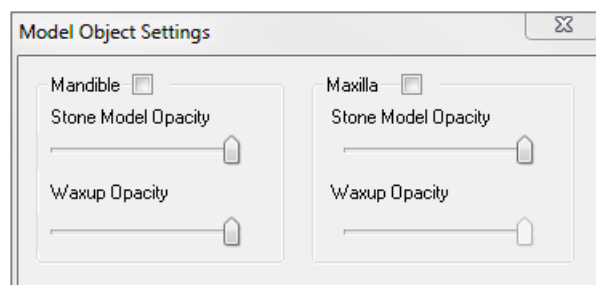 Model Object Settings
Mandible
Stone Model Opacity
Waxup Opacity
Maxilla
Stone Model Opacity
Waxup Opacity